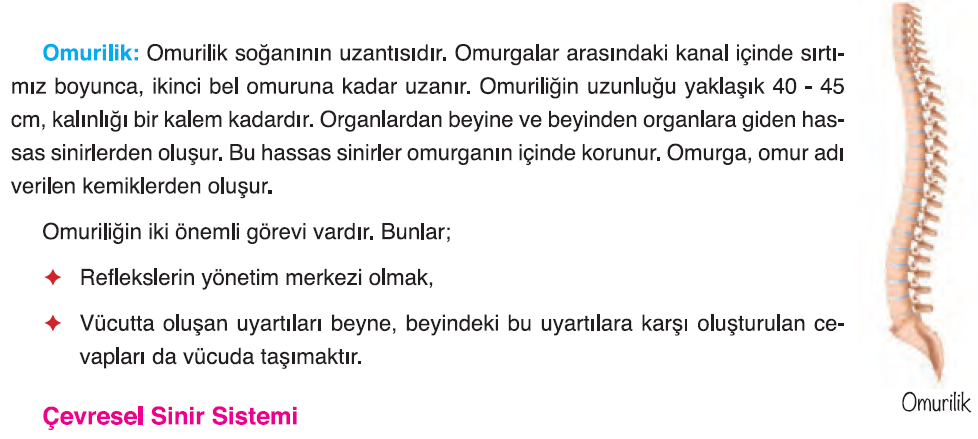 Omurilik: Omurilik soğanının uzantısıdır. Omurgalar arasındaki kanal içinde sırtı-
mız boyunca, ikinci bel omuruna kadar uzanır. Omuriliğin uzunluğu yaklaşık 40 - 45
cm, kalınlığı bir kalem kadardır. Organlardan beyine ve beyinden organlara giden has-
sas sinirlerden oluşur. Bu hassas sinirler omurganın içinde korunur. Omurga, omur adı
verilen kemiklerden oluşur.
Omuriliğin iki önemli görevi vardır. Bunlar;
✦ Reflekslerin yönetim merkezi olmak,
✦ Vücutta oluşan uyartıları beyne, beyindeki bu uyartılara karşı oluşturulan ce-
vapları da vücuda taşımaktır.
Omurilik
Çevresel Sinir Sistemi